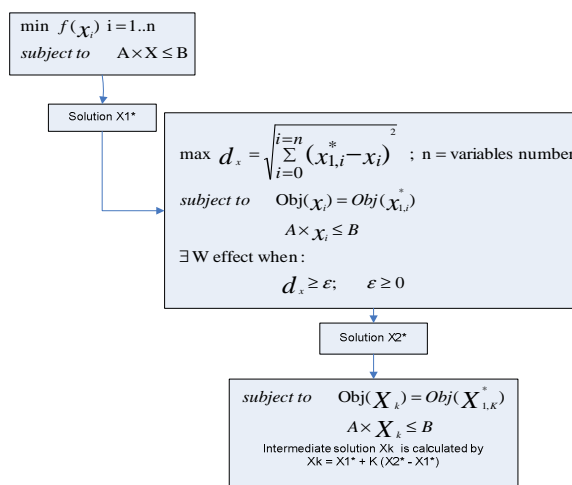 min f(xᵢ) i=1..n
subject to A×X ≤ B
Solution X1*
max dₓ = √(∑_{i=0}^{i=n} (x*₁,ᵢ − xᵢ)²) ; n = variables number
subject to Obj(xᵢ) = Obj(x*₁,ᵢ)
A× xᵢ ≤ B
∃ W effect when :
dₓ ≥ ε; ε ≥ 0
Solution X2*
subject to Obj(Xₖ) = Obj(X*₁,K)
A× Xₖ ≤ B
Intermediate solution Xk is calculated by
Xk = X1* + K (X2* - X1*)